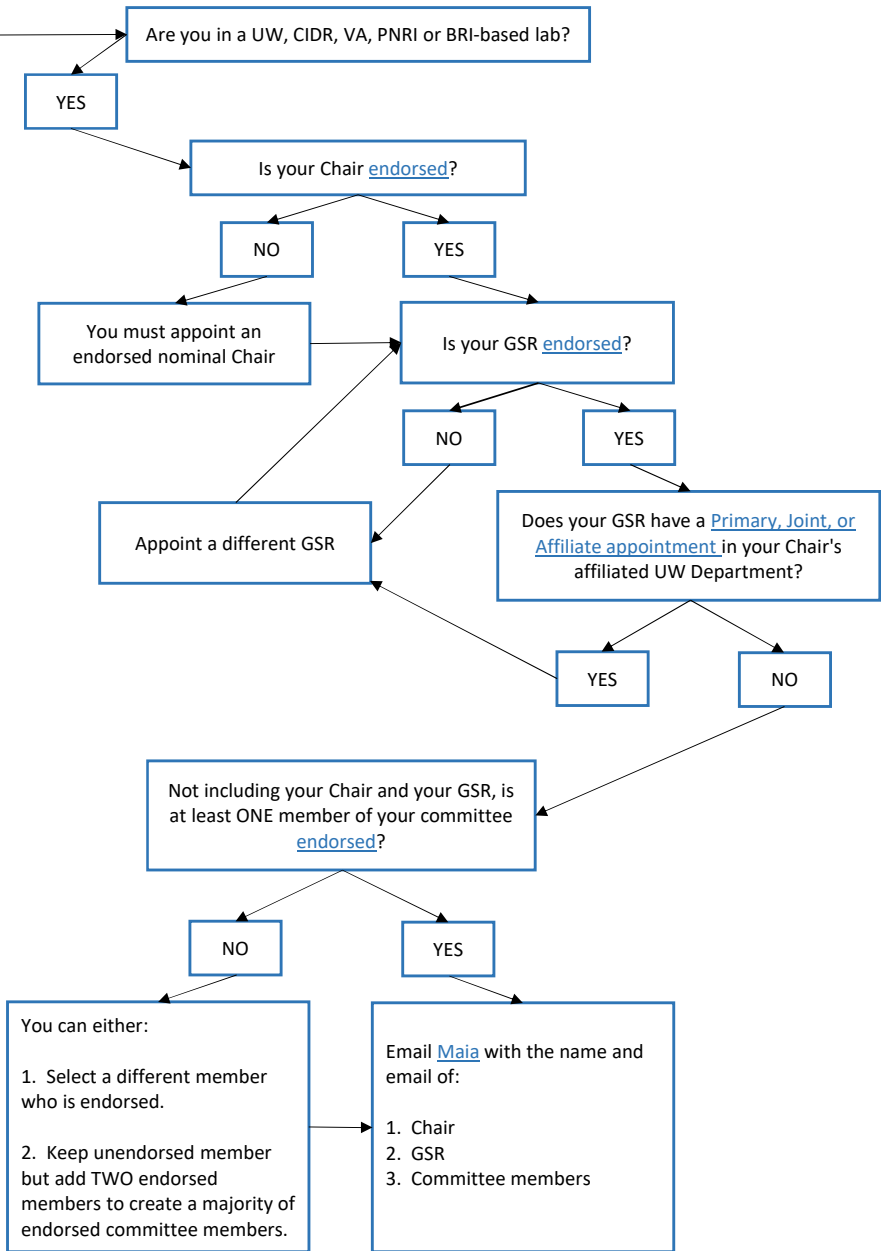 Are you in a UW, CIDR, VA, PNRI or BRI-based lab?
YES
Is your Chair endorsed?
NO
YES
You must appoint an
endorsed nominal Chair
Is your GSR endorsed?
NO
YES
Appoint a different GSR
Does your GSR have a Primary, Joint, or
Affiliate appointment in your Chair's
affiliated UW Department?
YES
NO
Not including your Chair and your GSR, is
at least ONE member of your committee
endorsed?
NO
YES
You can either:
1. Select a different member
who is endorsed.
2. Keep unendorsed member
but add TWO endorsed
members to create a majority of
endorsed committee members.
Email Maia with the name and
email of:
1. Chair
2. GSR
3. Committee members